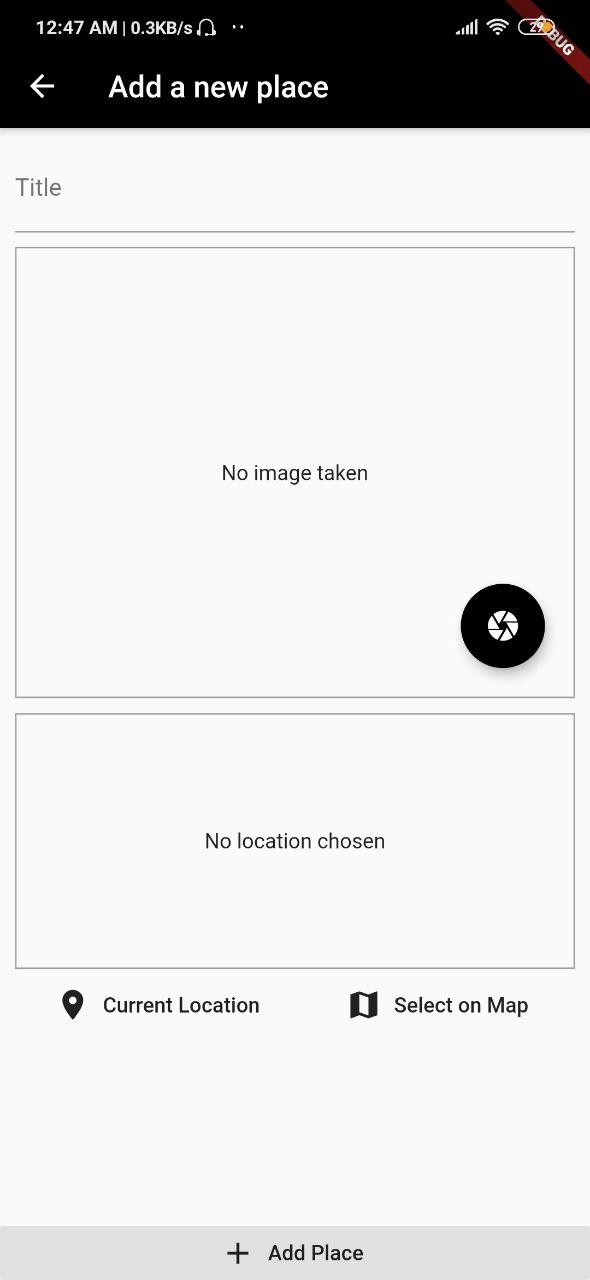 12:47 AM | 0.3KB/s
29
DEBUG
Add a new place
Title
No image taken
No location chosen
Current Location
Select on Map
Add Place